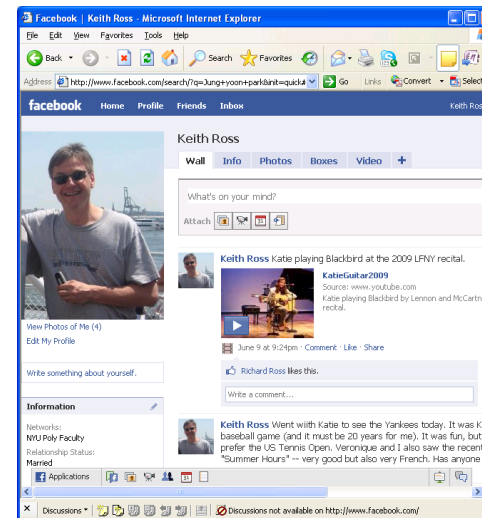 Facebook | Keith Ross - Microsoft Internet Explorer
File Edit View Favorites Tools Help
Back Search Favorites
Address http://www.facebook.com/search/?q=Jung+yoon+park&init=quick Go Links Convert Select
facebook Home Profile Friends Inbox Keith Ros
Keith Ross
Wall Info Photos Boxes Video +
What's on your mind?
Attach
Keith Ross Katie playing Blackbird at the 2009 LFNY recital.
KatieGuitar2009
Source: www.youtube.com
Katie playing Blackbird by Lennon and McCartn
recital.
View Photos of Me (4)
Edit My Profile
June 9 at 9:24pm · Comment · Like · Share
Richard Ross likes this.
Write something about yourself.
Write a comment...
Information
Networks:
NYU Poly Faculty
Relationship Status:
Married
Keith Ross Went wiith Katie to see the Yankees today. It was K
baseball game (and it must be 20 years for me). It was fun, but
prefer the US Tennis Open. Veronique and I also saw the recent
"Summer Hours" -- very good but also very French. Has anyone
Applications
Discussions Discussions not available on http://www.facebook.com/